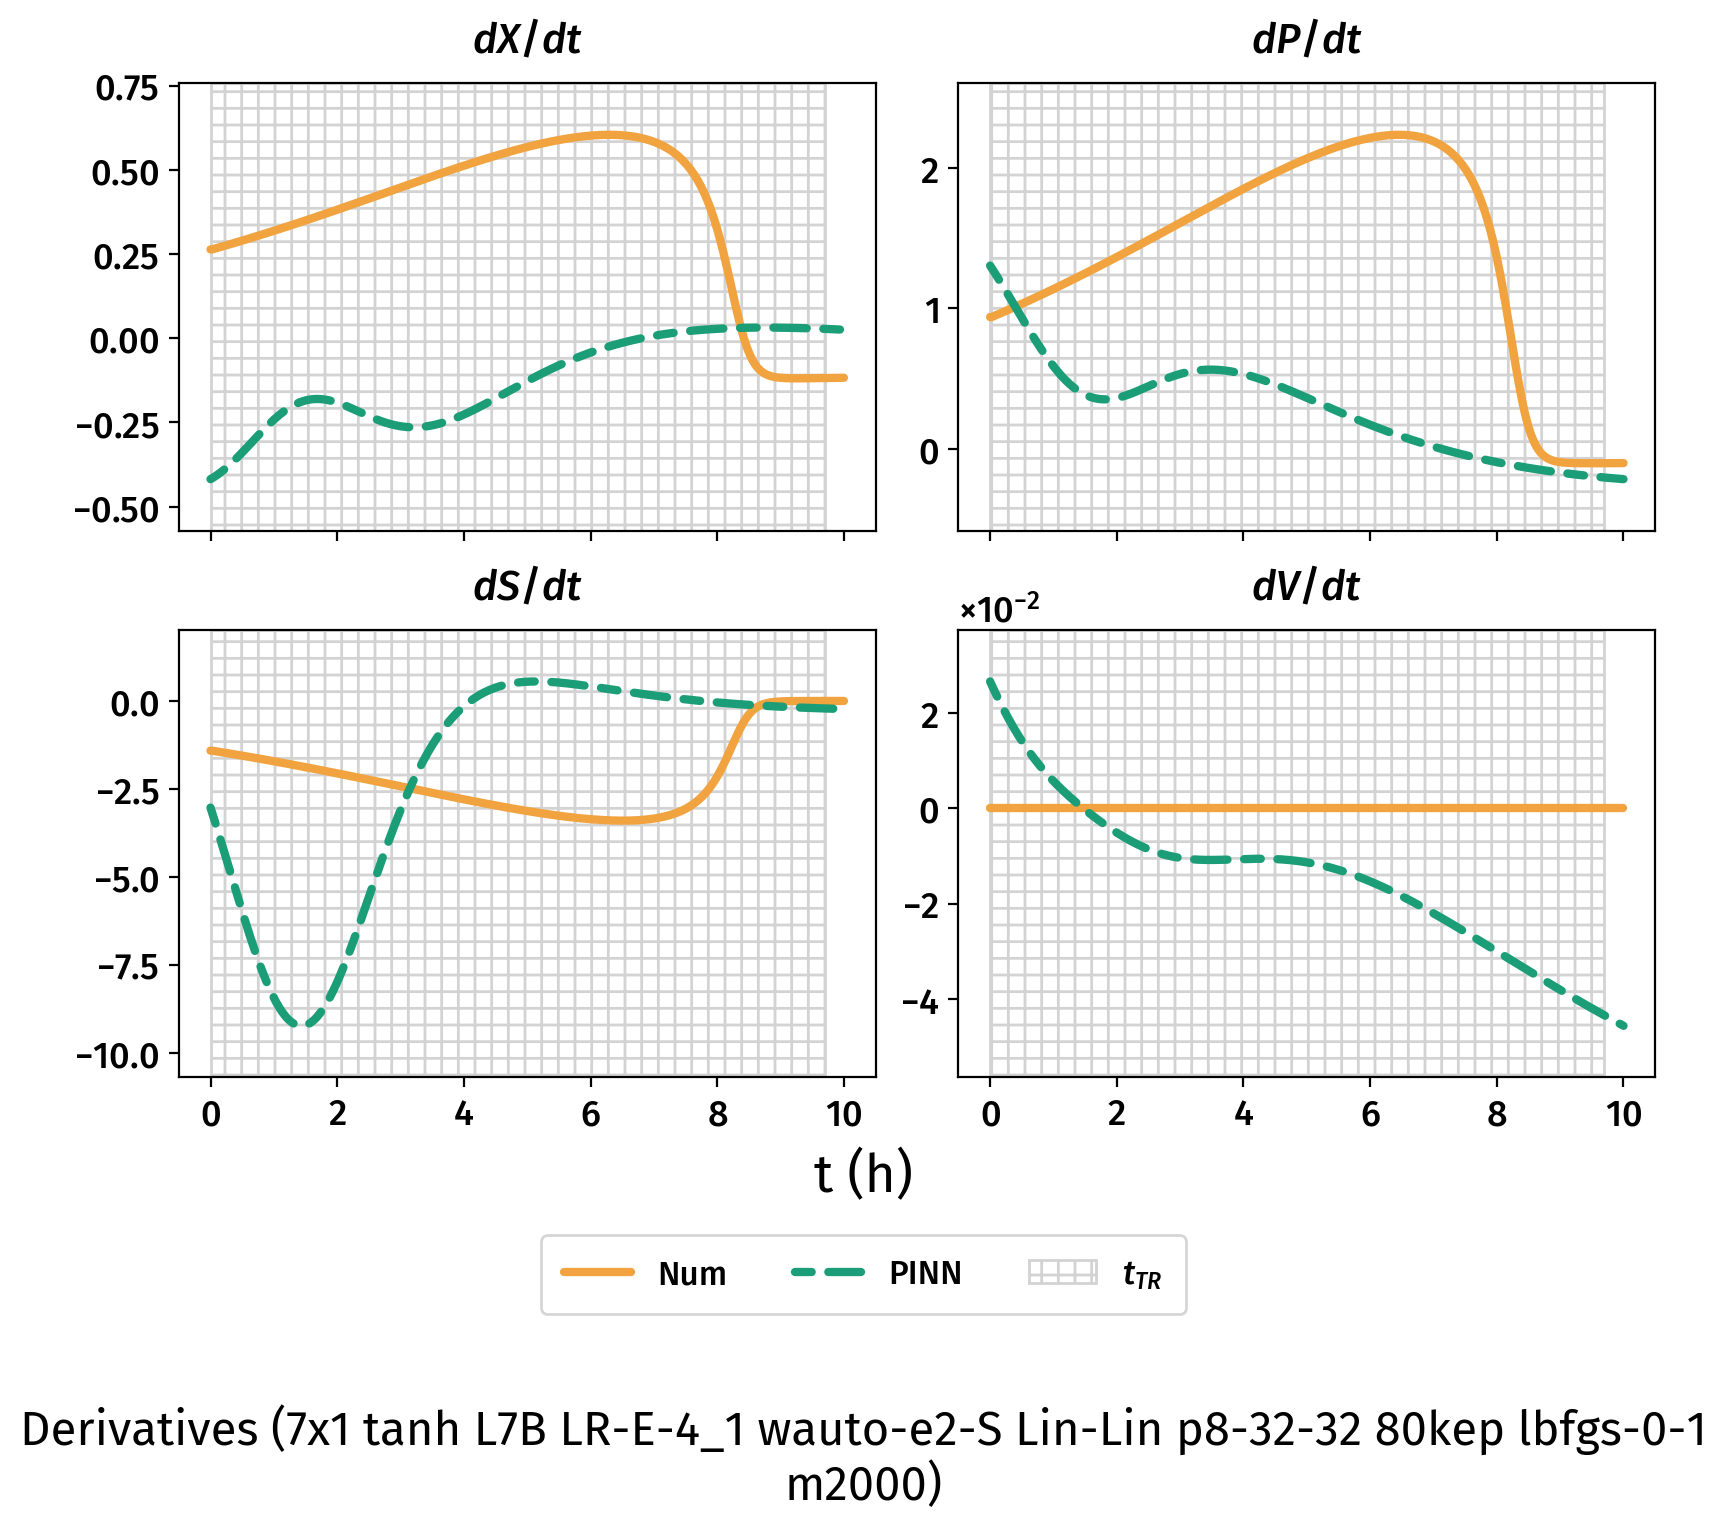 dX/dt
dP/dt
0.75
0.50
0.25
0.00
−0.25
−0.50
2
1
0
dS/dt
dV/dt
×10⁻²
0.0
−2.5
−5.0
−7.5
−10.0
2
0
−2
−4
0 2 4 6 8 10
0 2 4 6 8 10
t (h)
Num PINN t_TR
Derivatives (7x1 tanh L7B LR-E-4_1 wauto-e2-S Lin-Lin p8-32-32 80kep lbfgs-0-1
m2000)